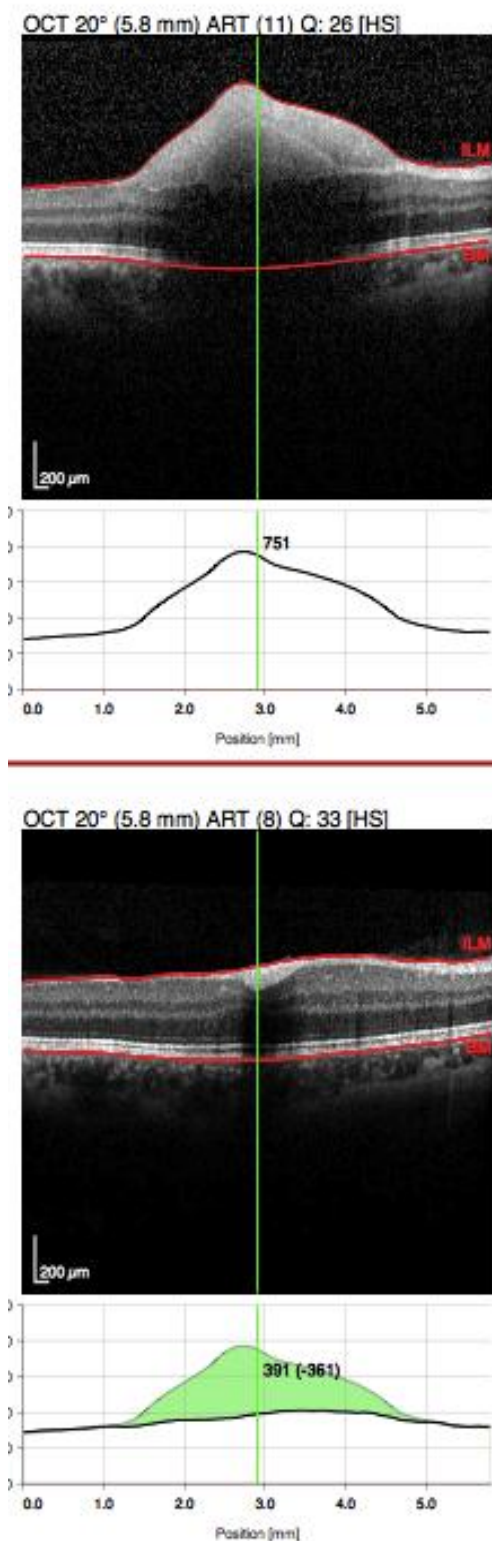 OCT 20° (5.8 mm) ART (11) Q: 26 [HS]
ILM
BM
200 µm
751
0.0 1.0 2.0 3.0 4.0 5.0
Position [mm]
OCT 20° (5.8 mm) ART (8) Q: 33 [HS]
ILM
BM
200 µm
391 (-361)
0.0 1.0 2.0 3.0 4.0 5.0
Position [mm]